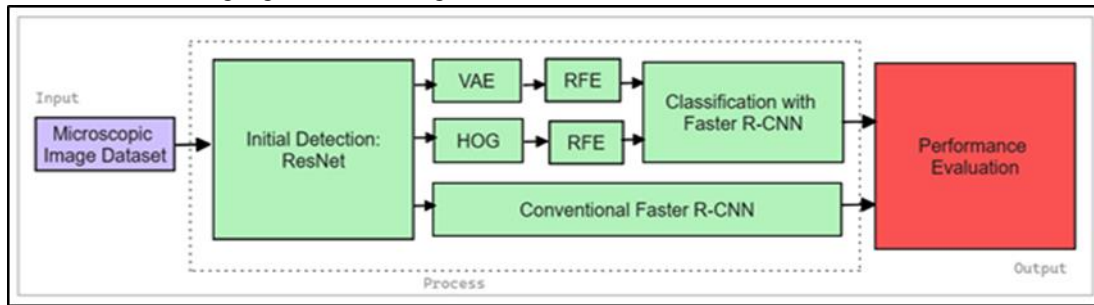 Input
Microscopic
Image Dataset
Initial Detection:
ResNet
VAE
RFE
HOG
RFE
Classification with
Faster R-CNN
Conventional Faster R-CNN
Process
Performance
Evaluation
Output